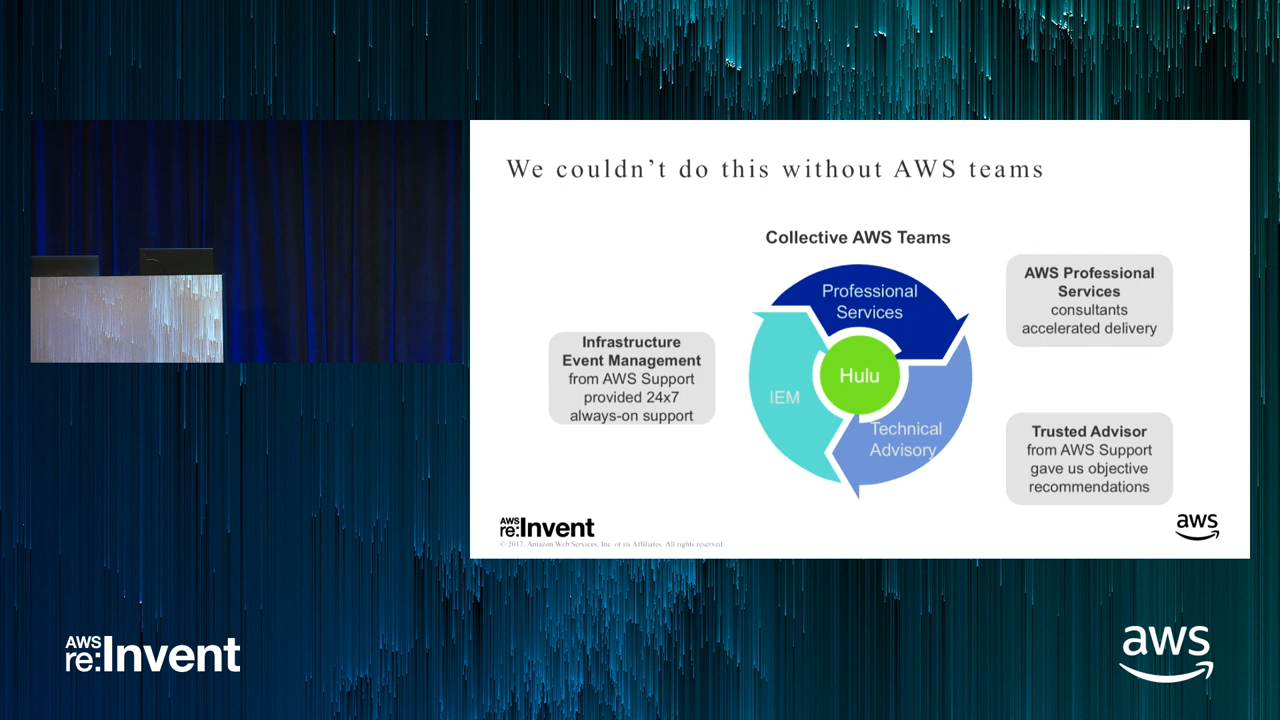 We couldn't do this without AWS teams
Collective AWS Teams
Professional
Services
Hulu
IEM
Technical
Advisory
Infrastructure
Event Management
from AWS Support
provided 24x7
always-on support
AWS Professional
Services
consultants
accelerated delivery
Trusted Advisor
from AWS Support
gave us objective
recommendations
AWS
re:Invent
© 2017, Amazon Web Services, Inc. or its Affiliates. All rights reserved.
aws
AWS
re:Invent
aws